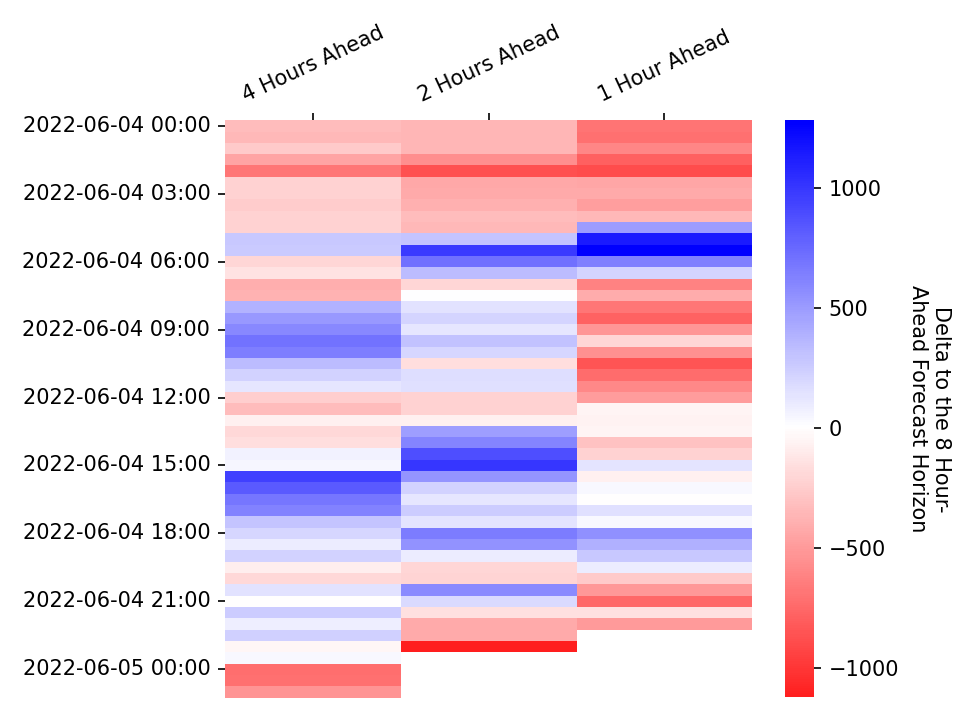 4 Hours Ahead
2 Hours Ahead
1 Hour Ahead
2022-06-04 00:00
2022-06-04 03:00
2022-06-04 06:00
2022-06-04 09:00
2022-06-04 12:00
2022-06-04 15:00
2022-06-04 18:00
2022-06-04 21:00
2022-06-05 00:00
1000
500
0
−500
−1000
Delta to the 8 Hour-
Ahead Forecast Horizon